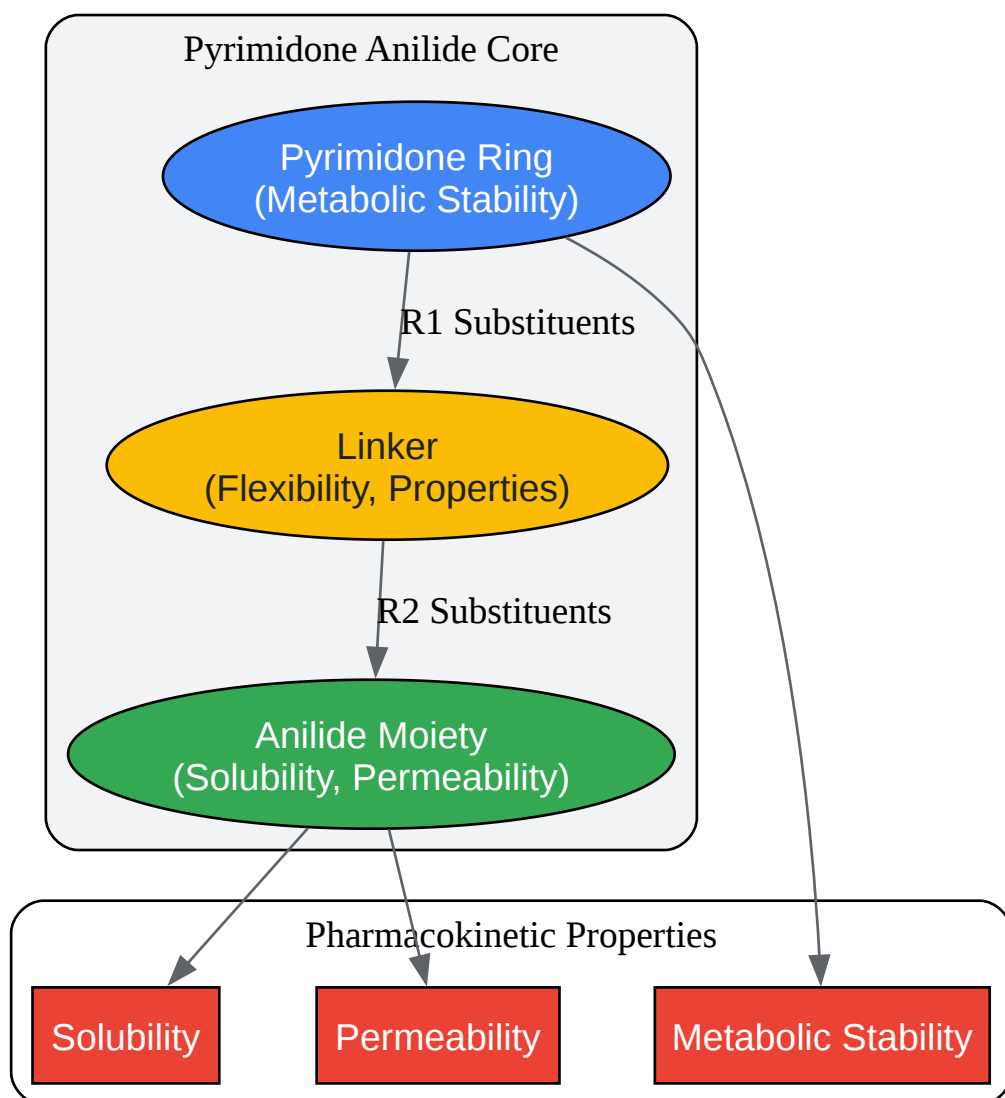 Pyrimidone Anilide Core
Pyrimidone Ring
(Metabolic Stability)
R1 Substituents
Linker
(Flexibility, Properties)
R2 Substituents
Anilide Moiety
(Solubility, Permeability)
Pharmacokinetic Properties
Solubility
Permeability
Metabolic Stability